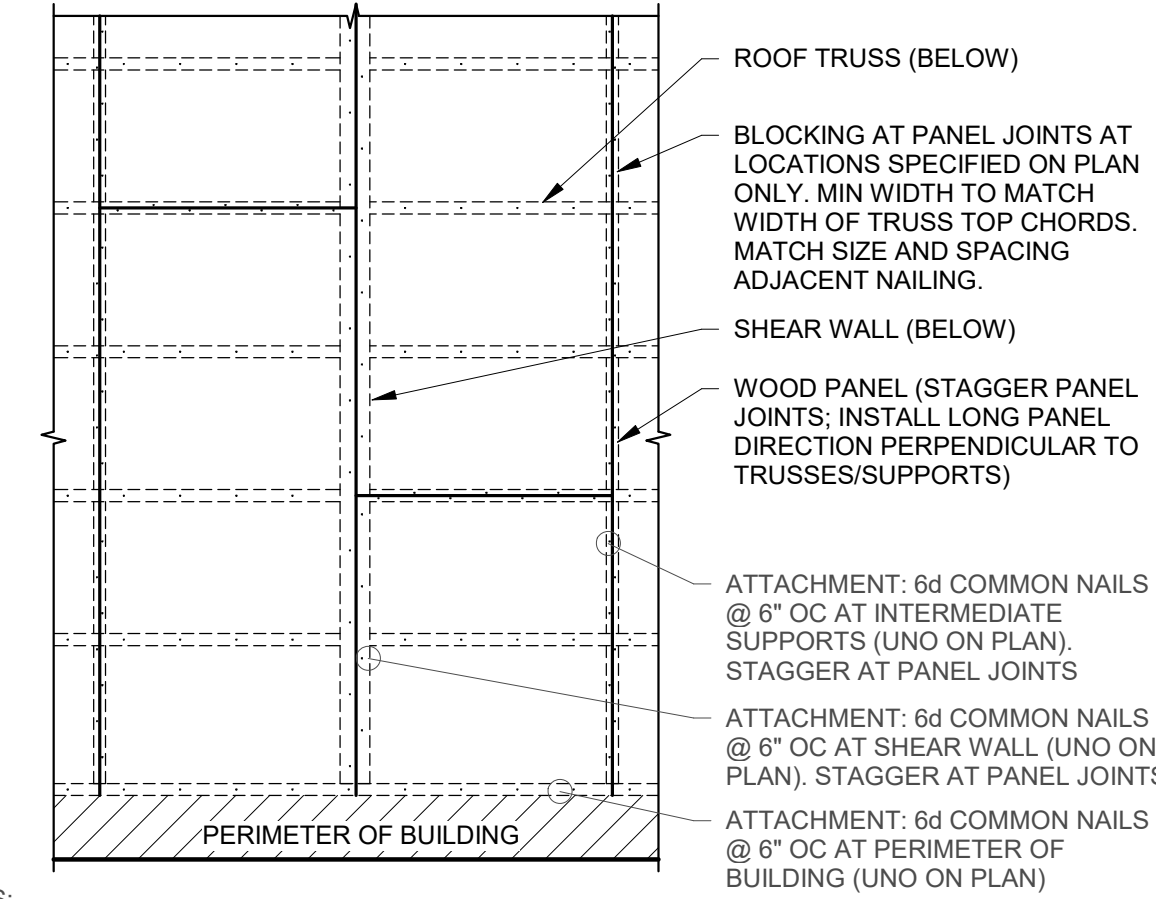 ROOF TRUSS (BELOW)
BLOCKING AT PANEL JOINTS AT
LOCATIONS SPECIFIED ON PLAN
ONLY. MIN WIDTH TO MATCH
WIDTH OF TRUSS TOP CHORDS.
MATCH SIZE AND SPACING
ADJACENT NAILING.
SHEAR WALL (BELOW)
WOOD PANEL (STAGGER PANEL
JOINTS; INSTALL LONG PANEL
DIRECTION PERPENDICULAR TO
TRUSSES/SUPPORTS)
ATTACHMENT: 6d COMMON NAILS
@ 6" OC AT INTERMEDIATE
SUPPORTS (UNO ON PLAN).
STAGGER AT PANEL JOINTS
ATTACHMENT: 6d COMMON NAILS
@ 6" OC AT SHEAR WALL (UNO ON
PLAN). STAGGER AT PANEL JOINTS
ATTACHMENT: 6d COMMON NAILS
@ 6" OC AT PERIMETER OF
BUILDING (UNO ON PLAN)
PERIMETER OF BUILDING